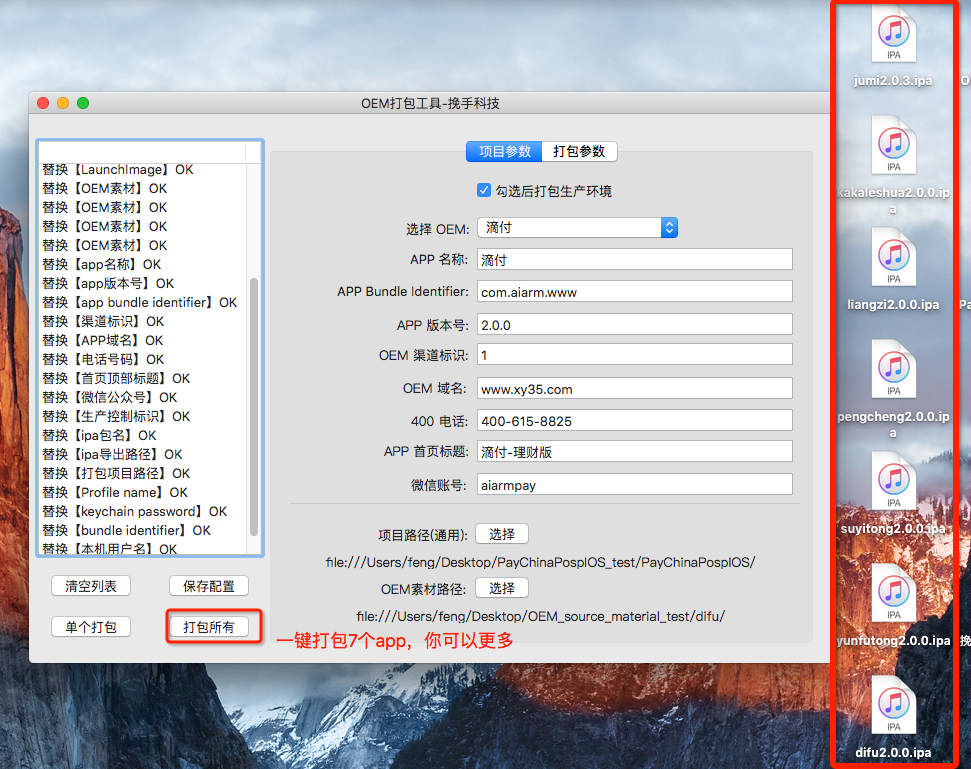 OEM打包工具-挽手科技
替换【LaunchImage】OK
替换【OEM素材】OK
替换【OEM素材】OK
替换【OEM素材】OK
替换【OEM素材】OK
替换【app名称】OK
替换【app版本号】OK
替换【app bundle identifier】OK
替换【渠道标识】OK
替换【APP域名】OK
替换【电话号码】OK
替换【首页顶部标题】OK
替换【微信公众号】OK
替换【生产控制标识】OK
替换【ipa包名】OK
替换【ipa导出路径】OK
替换【打包项目路径】OK
替换【Profile name】OK
替换【keychain password】OK
替换【bundle identifier】OK
替换【本机用户名】OK
清空列表 保存配置
单个打包 打包所有
一键打包7个app，你可以更多
项目参数 打包参数
勾选后打包生产环境
选择 OEM: 滴付
APP 名称: 滴付
APP Bundle Identifier: com.aiarm.www
APP 版本号: 2.0.0
OEM 渠道标识: 1
OEM 域名: www.xy35.com
400 电话: 400-615-8825
APP 首页标题: 滴付-理财版
微信账号: aiarmpay
项目路径(通用): 选择
file:///Users/feng/Desktop/PayChinaPospIOS_test/PayChinaPospIOS/
OEM素材路径: 选择
file:///Users/feng/Desktop/OEM_source_material_test/difu/
IPA
jumi2.0.3.ipa
O
IPA
kakaleshua2.0.0.ip
a
IPA
liangzi2.0.0.ipa
Pa
IPA
pengcheng2.0.0.ip
a
IPA
suyitong2.0.0.ipa
IPA
yunfutong2.0.0.ipa
挽
IPA
difu2.0.0.ipa